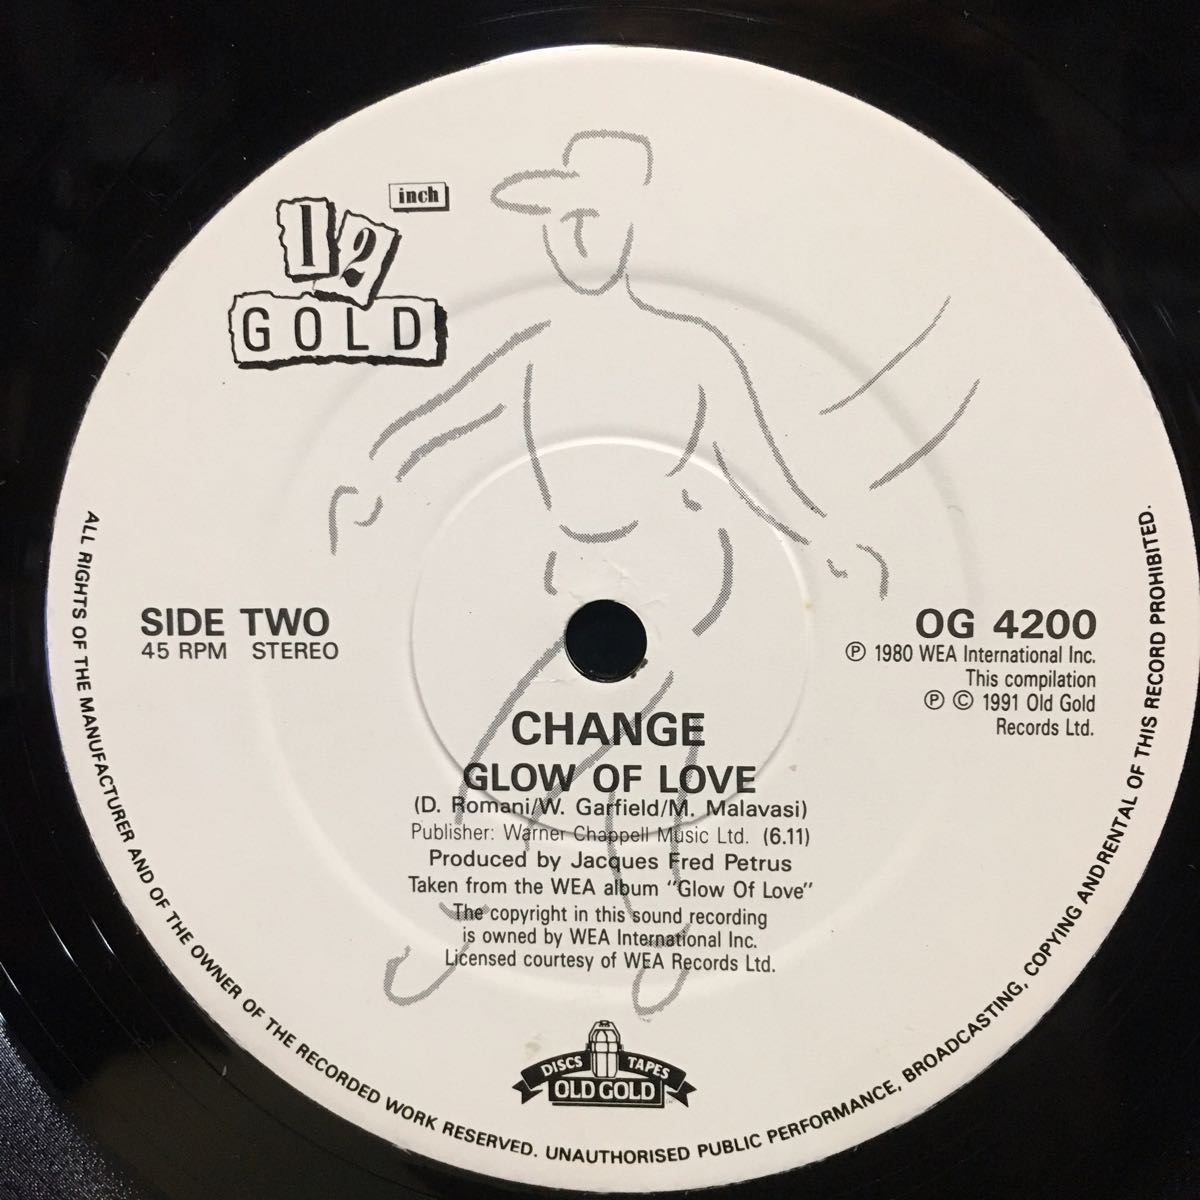 12 inch
GOLD
SIDE TWO
45 RPM STEREO
OG 4200
℗ 1980 WEA International Inc.
This compilation
℗ © 1991 Old Gold
Records Ltd.
CHANGE
GLOW OF LOVE
(D. Romani/W. Garfield/M. Malavasi)
Publisher: Warner Chappell Music Ltd. (6.11)
Produced by Jacques Fred Petrus
Taken from the WEA album "Glow Of Love"
The copyright in this sound recording
is owned by WEA International Inc.
Licensed courtesy of WEA Records Ltd.
DISCS TAPES
OLD GOLD
ALL RIGHTS OF THE MANUFACTURER AND OF THE OWNER OF THE RECORDED WORK RESERVED. UNAUTHORISED PUBLIC PERFORMANCE, BROADCASTING, COPYING ANDRENTAL OF THIS RECORD PROHIBITED.